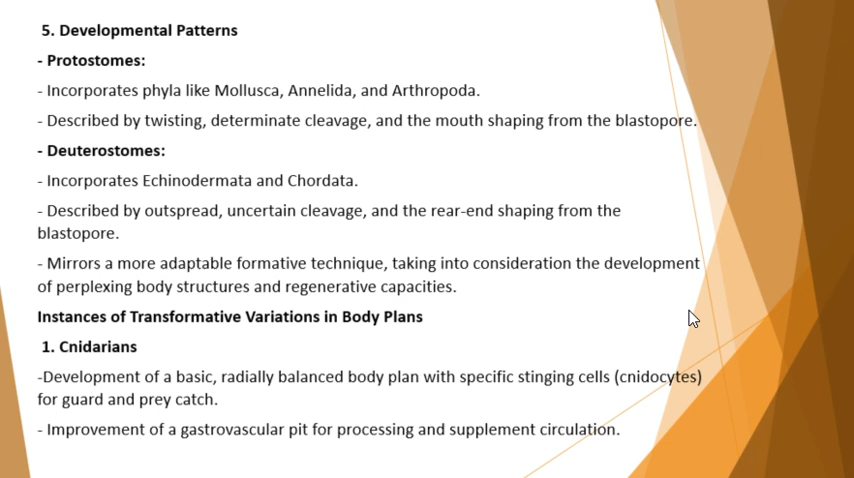 5. Developmental Patterns
- Protostomes:
- Incorporates phyla like Mollusca, Annelida, and Arthropoda.
- Described by twisting, determinate cleavage, and the mouth shaping from the blastopore.
- Deuterostomes:
- Incorporates Echinodermata and Chordata.
- Described by outspread, uncertain cleavage, and the rear-end shaping from the
blastopore.
- Mirrors a more adaptable formative technique, taking into consideration the development
of perplexing body structures and regenerative capacities.
Instances of Transformative Variations in Body Plans
1. Cnidarians
-Development of a basic, radially balanced body plan with specific stinging cells (cnidocytes)
for guard and prey catch.
- Improvement of a gastrovascular pit for processing and supplement circulation.